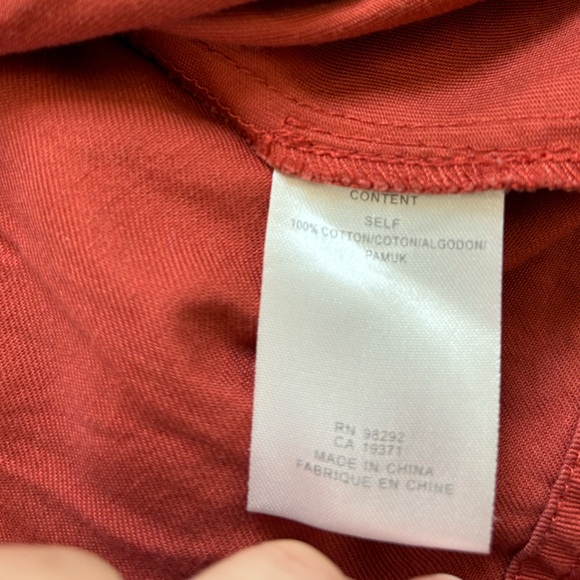 CONTENT
SELF
100% COTTON/COTON/ALGODON/
PAMUK
RN 98292
CA 19371
MADE IN CHINA
FABRIQUE EN CHINE